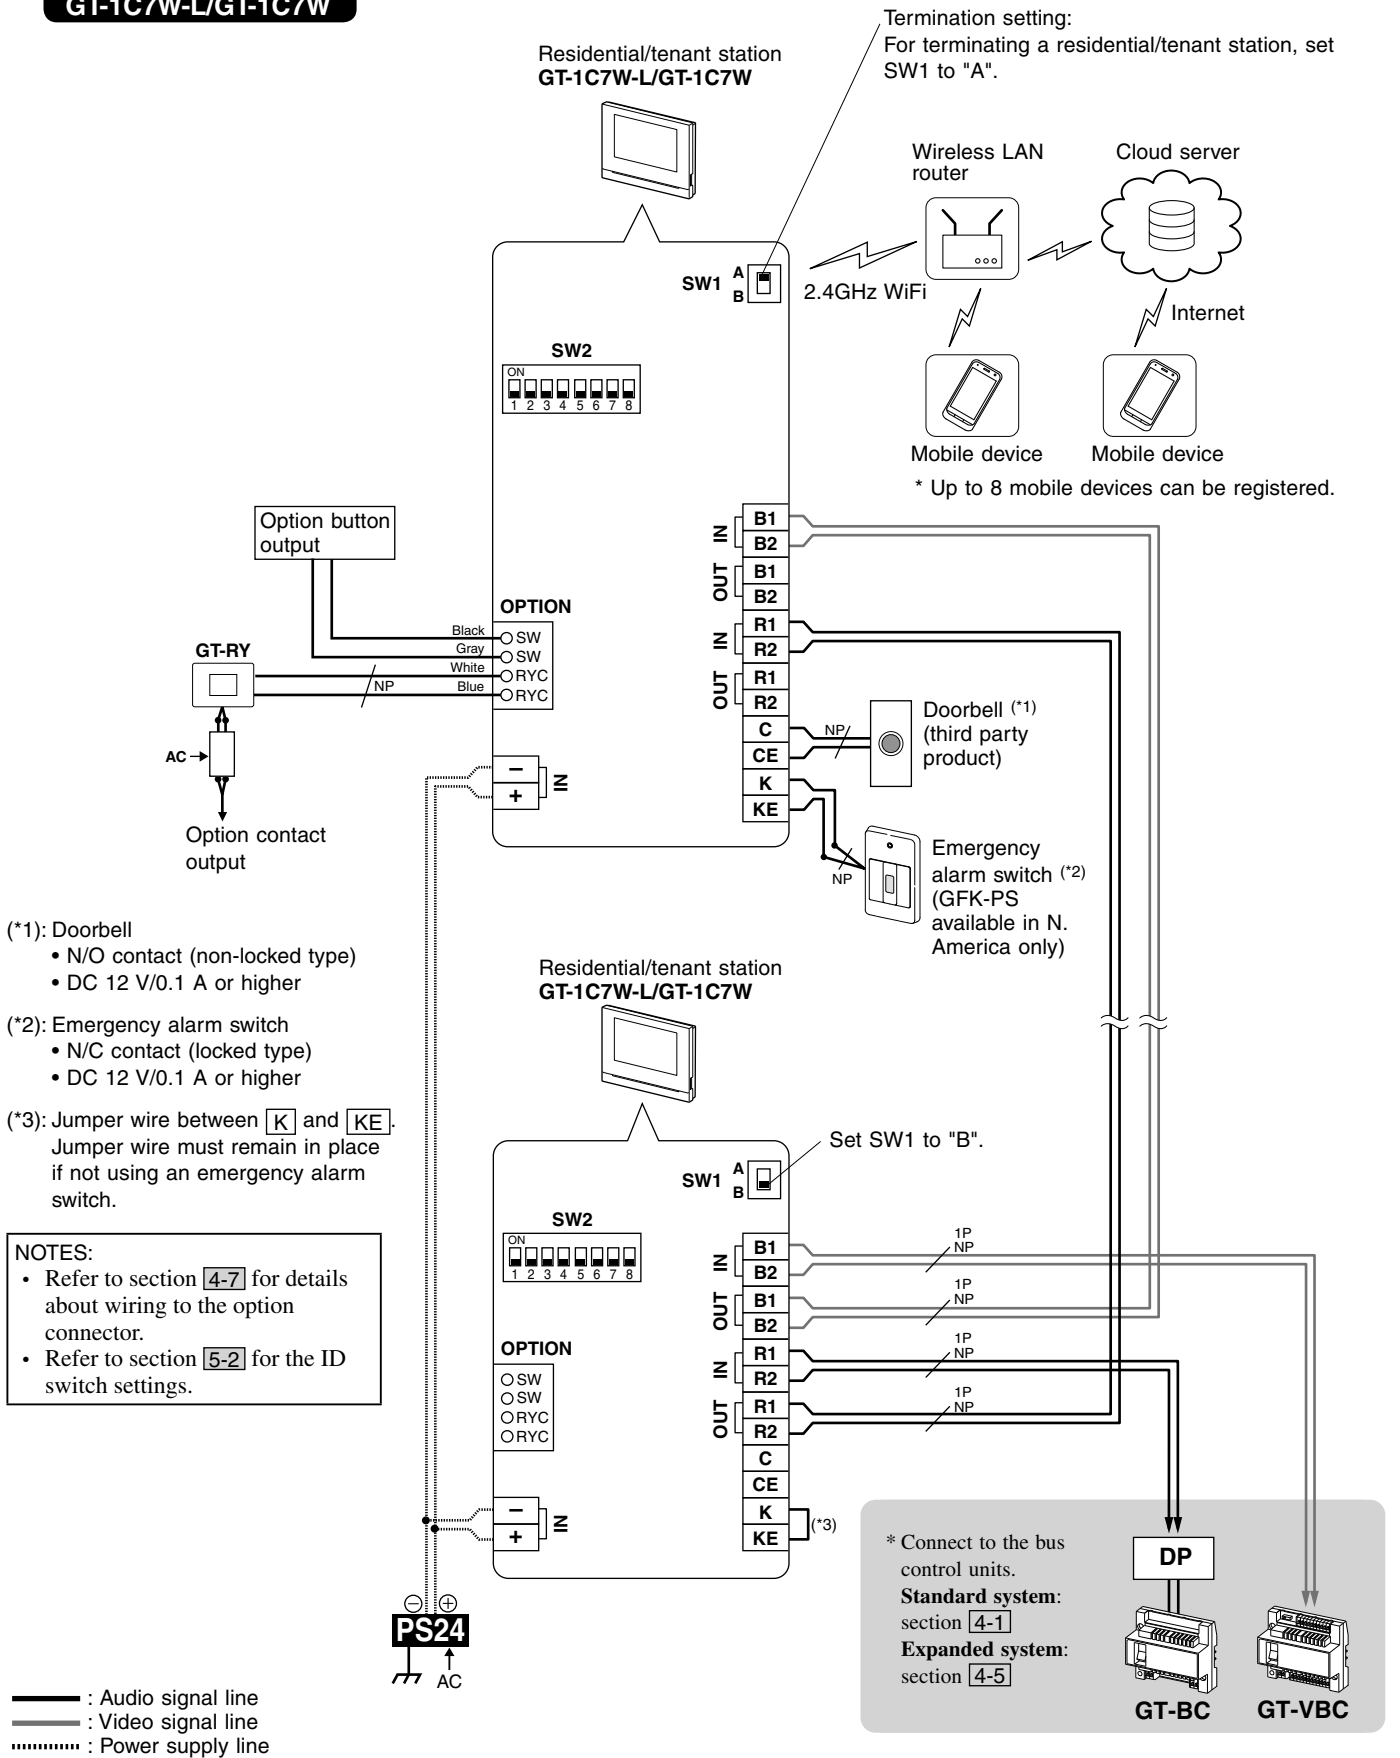 GT-1C7W-L/GT-1C7W
Termination setting:
For terminating a residential/tenant station, set
SW1 to "A".
Residential/tenant station
GT-1C7W-L/GT-1C7W
Wireless LAN
router
Cloud server
SW1
A
B
2.4GHz WiFi
Internet
SW2
ON
1 2 3 4 5 6 7 8
Mobile device
Mobile device
* Up to 8 mobile devices can be registered.
Option button
output
OPTION
Black
SW
Gray
SW
White
RYC
Blue
RYC
NP
GT-RY
AC
Option contact
output
IN
B1
B2
OUT
B1
B2
IN
R1
R2
OUT
R1
R2
C
CE
K
KE
NP
Doorbell (*1)
(third party
product)
NP
Emergency
alarm switch (*2)
(GFK-PS
available in N.
America only)
−
+
IN
(*1): Doorbell
• N/O contact (non-locked type)
• DC 12 V/0.1 A or higher
(*2): Emergency alarm switch
• N/C contact (locked type)
• DC 12 V/0.1 A or higher
(*3): Jumper wire between K and KE.
Jumper wire must remain in place
if not using an emergency alarm
switch.
NOTES:
• Refer to section 4-7 for details
about wiring to the option
connector.
• Refer to section 5-2 for the ID
switch settings.
Residential/tenant station
GT-1C7W-L/GT-1C7W
Set SW1 to "B".
SW1
A
B
SW2
ON
1 2 3 4 5 6 7 8
OPTION
SW
SW
RYC
RYC
IN
B1
B2
OUT
B1
B2
IN
R1
R2
OUT
R1
R2
C
CE
K
KE
(*3)
1P
NP
1P
NP
1P
NP
1P
NP
−
+
IN
⊖ ⊕
PS24
AC
* Connect to the bus
control units.
Standard system:
section 4-1
Expanded system:
section 4-5
DP
GT-BC
GT-VBC
: Audio signal line
: Video signal line
: Power supply line